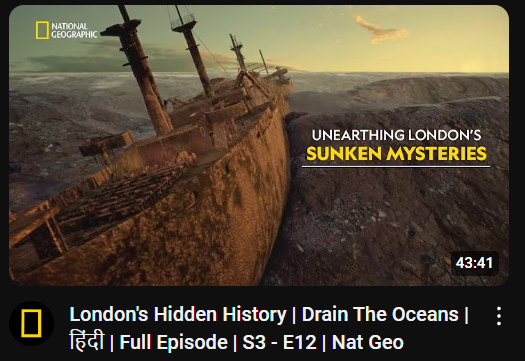 NATIONAL
GEOGRAPHIC
UNEARTHING LONDON'S
SUNKEN MYSTERIES
43:41
London's Hidden History | Drain The Oceans |
हिंदी | Full Episode | S3 - E12 | Nat Geo